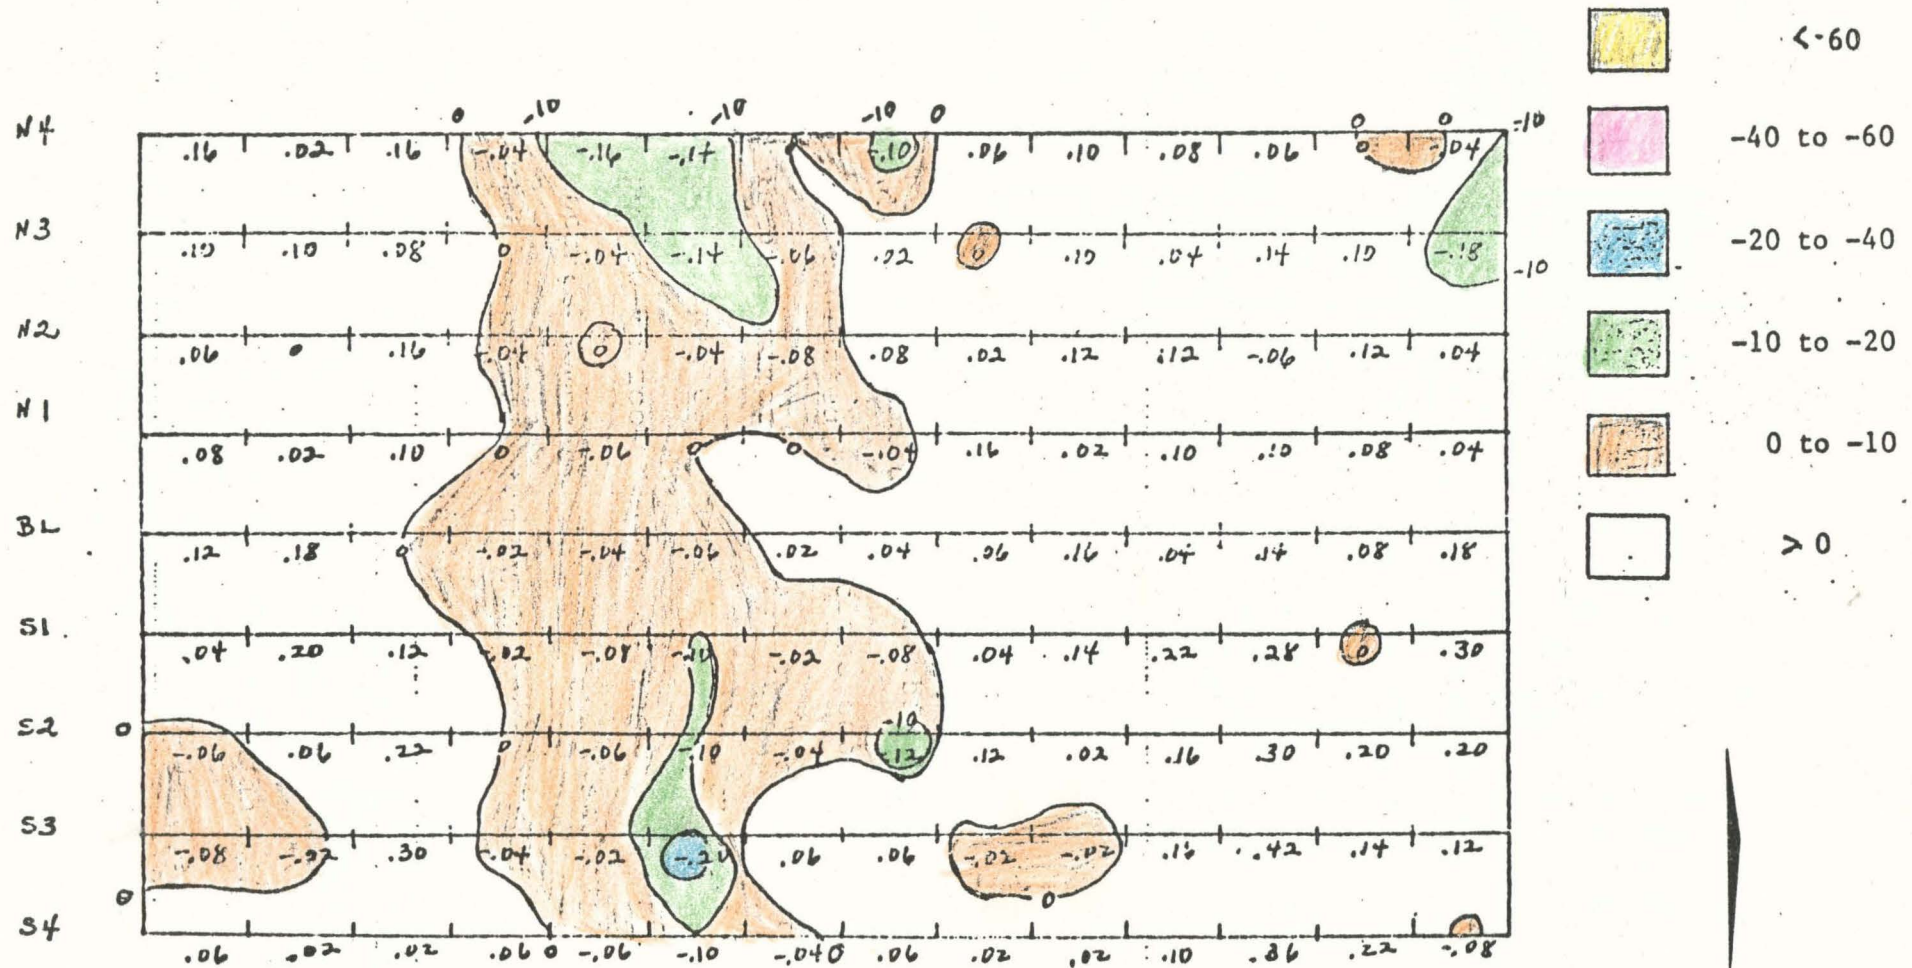 < -60
-40 to -60
-20 to -40
-10 to -20
0 to -10
> 0
0 -10 -10 -10 0 0 0 -10
N4
.16 .02 .16 -.04 -.16 -.14 -.10 .06 .10 .08 .06 0 -.04
N3
.10 .10 .08 0 -.04 -.14 -.06 .02 0 .10 .04 .14 .10 -.18
-10
N2
.06 0 .16 -.04 0 -.04 -.08 .08 .02 .12 .12 -.06 .12 .04
N1
.08 .02 .10 0 -.06 0 0 -.04 .16 .02 .10 .10 .08 .04
BL
.12 .18 0 -.02 -.04 -.06 .02 .04 .06 .16 .04 .14 .08 .18
S1
.04 .20 .12 -.02 -.08 -.10 -.02 -.08 .04 .14 .22 .28 0 .30
-10
S2 0
-.06 .06 .22 0 -.06 -.10 -.04 -.12 .12 .02 .16 .30 .20 .20
S3
-.08 -.02 .30 -.04 -.02 -.20 .06 .06 -.02 -.02 .16 .42 .14 .12
0 0
S4
.06 .02 .02 .06 0 -.06 -.10 -.04 0 .06 .02 .02 .10 .36 .22 -.08